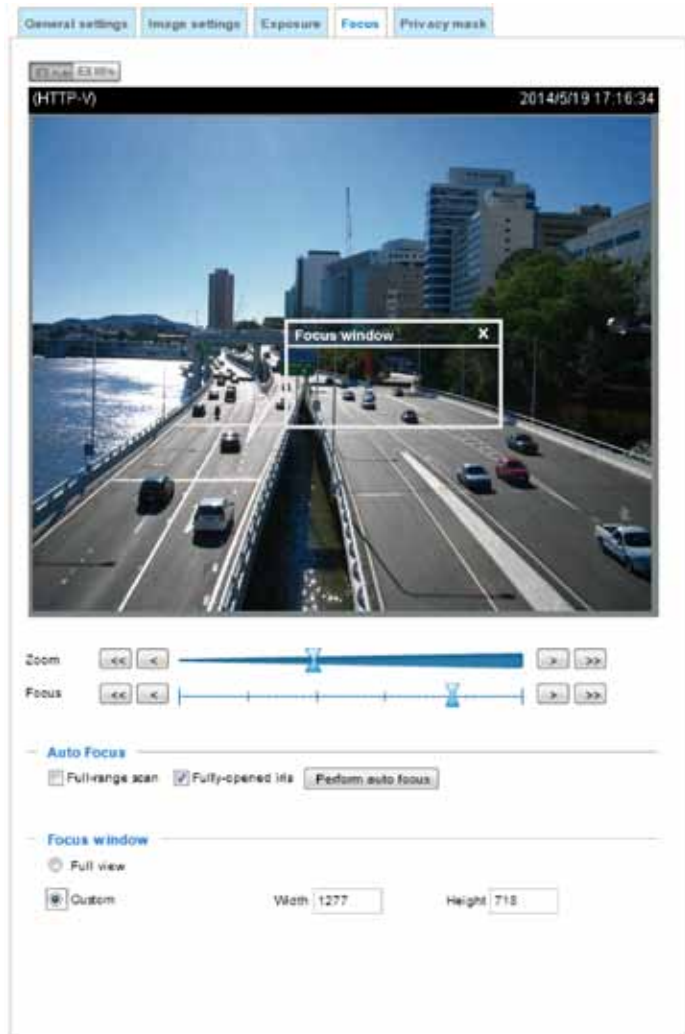 General settings Image settings Exposure Focus Privacy mask
(HTTP-V) 2014/5/19 17:16:34
Focus window X
Zoom << < > >>
Focus << < > >>
Auto Focus
Full-range scan Fully-opened iris Perform auto focus
Focus window
Full view
Custom Width 1277 Height 718